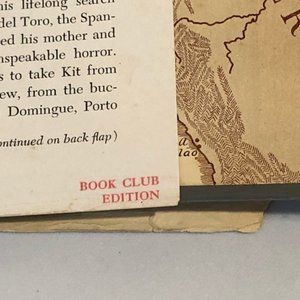 his lifelong search
del Toro, the Span-
ed his mother and
nspeakable horror.
s to take Kit from
ew, from the buc-
Domingue, Porto
ontinued on back flap)
BOOK CLUB
EDITION
lao